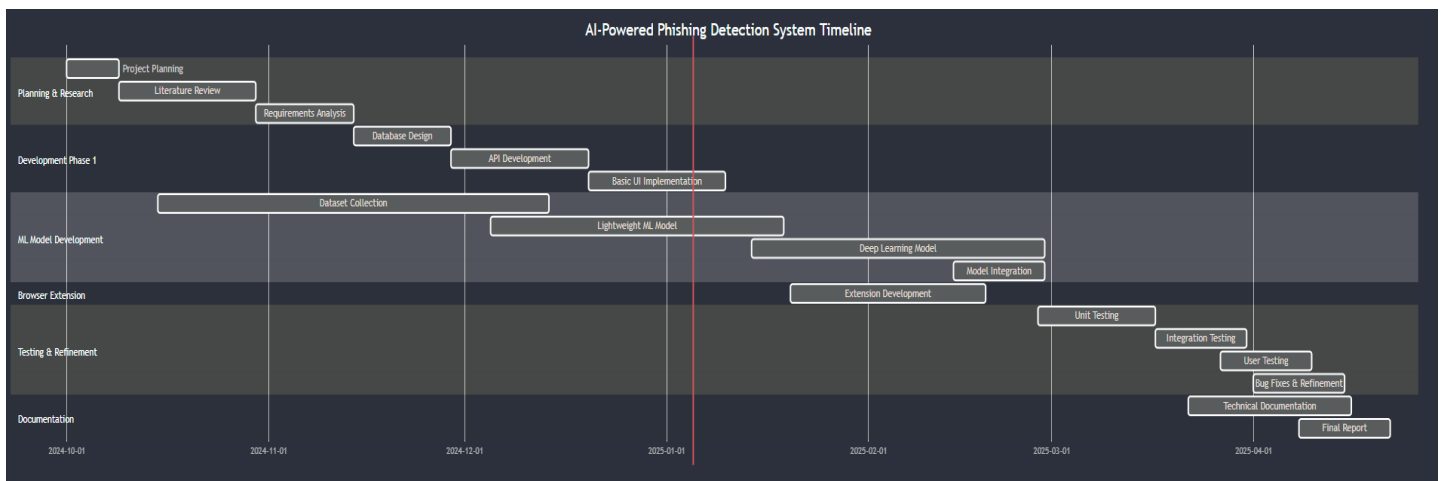 AI-Powered Phishing Detection System Timeline
Project Planning
Planning & Research
Literature Review
Requirements Analysis
Database Design
Development Phase 1
API Development
Basic UI Implementation
Dataset Collection
Lightweight ML Model
ML Model Development
Deep Learning Model
Model Integration
Browser Extension
Extension Development
Unit Testing
Integration Testing
Testing & Refinement
User Testing
Bug Fixes & Refinement
Technical Documentation
Documentation
Final Report
2024-10-01
2024-11-01
2024-12-01
2025-01-01
2025-02-01
2025-03-01
2025-04-01